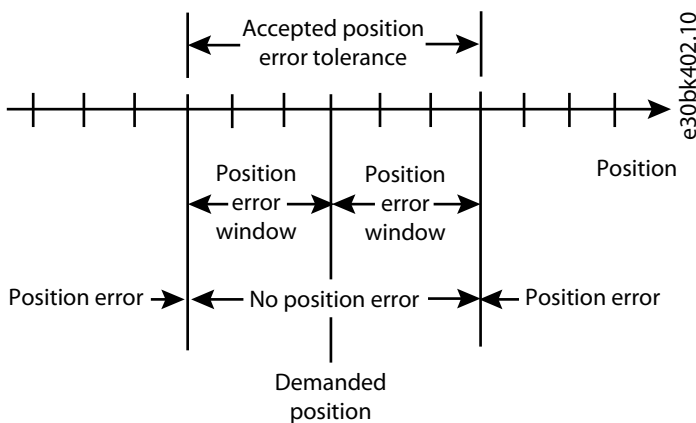 Accepted position
error tolerance
e30bk402.10
Position
Position
error
window
Position
error
window
Position error
No position error
Position error
Demanded
position